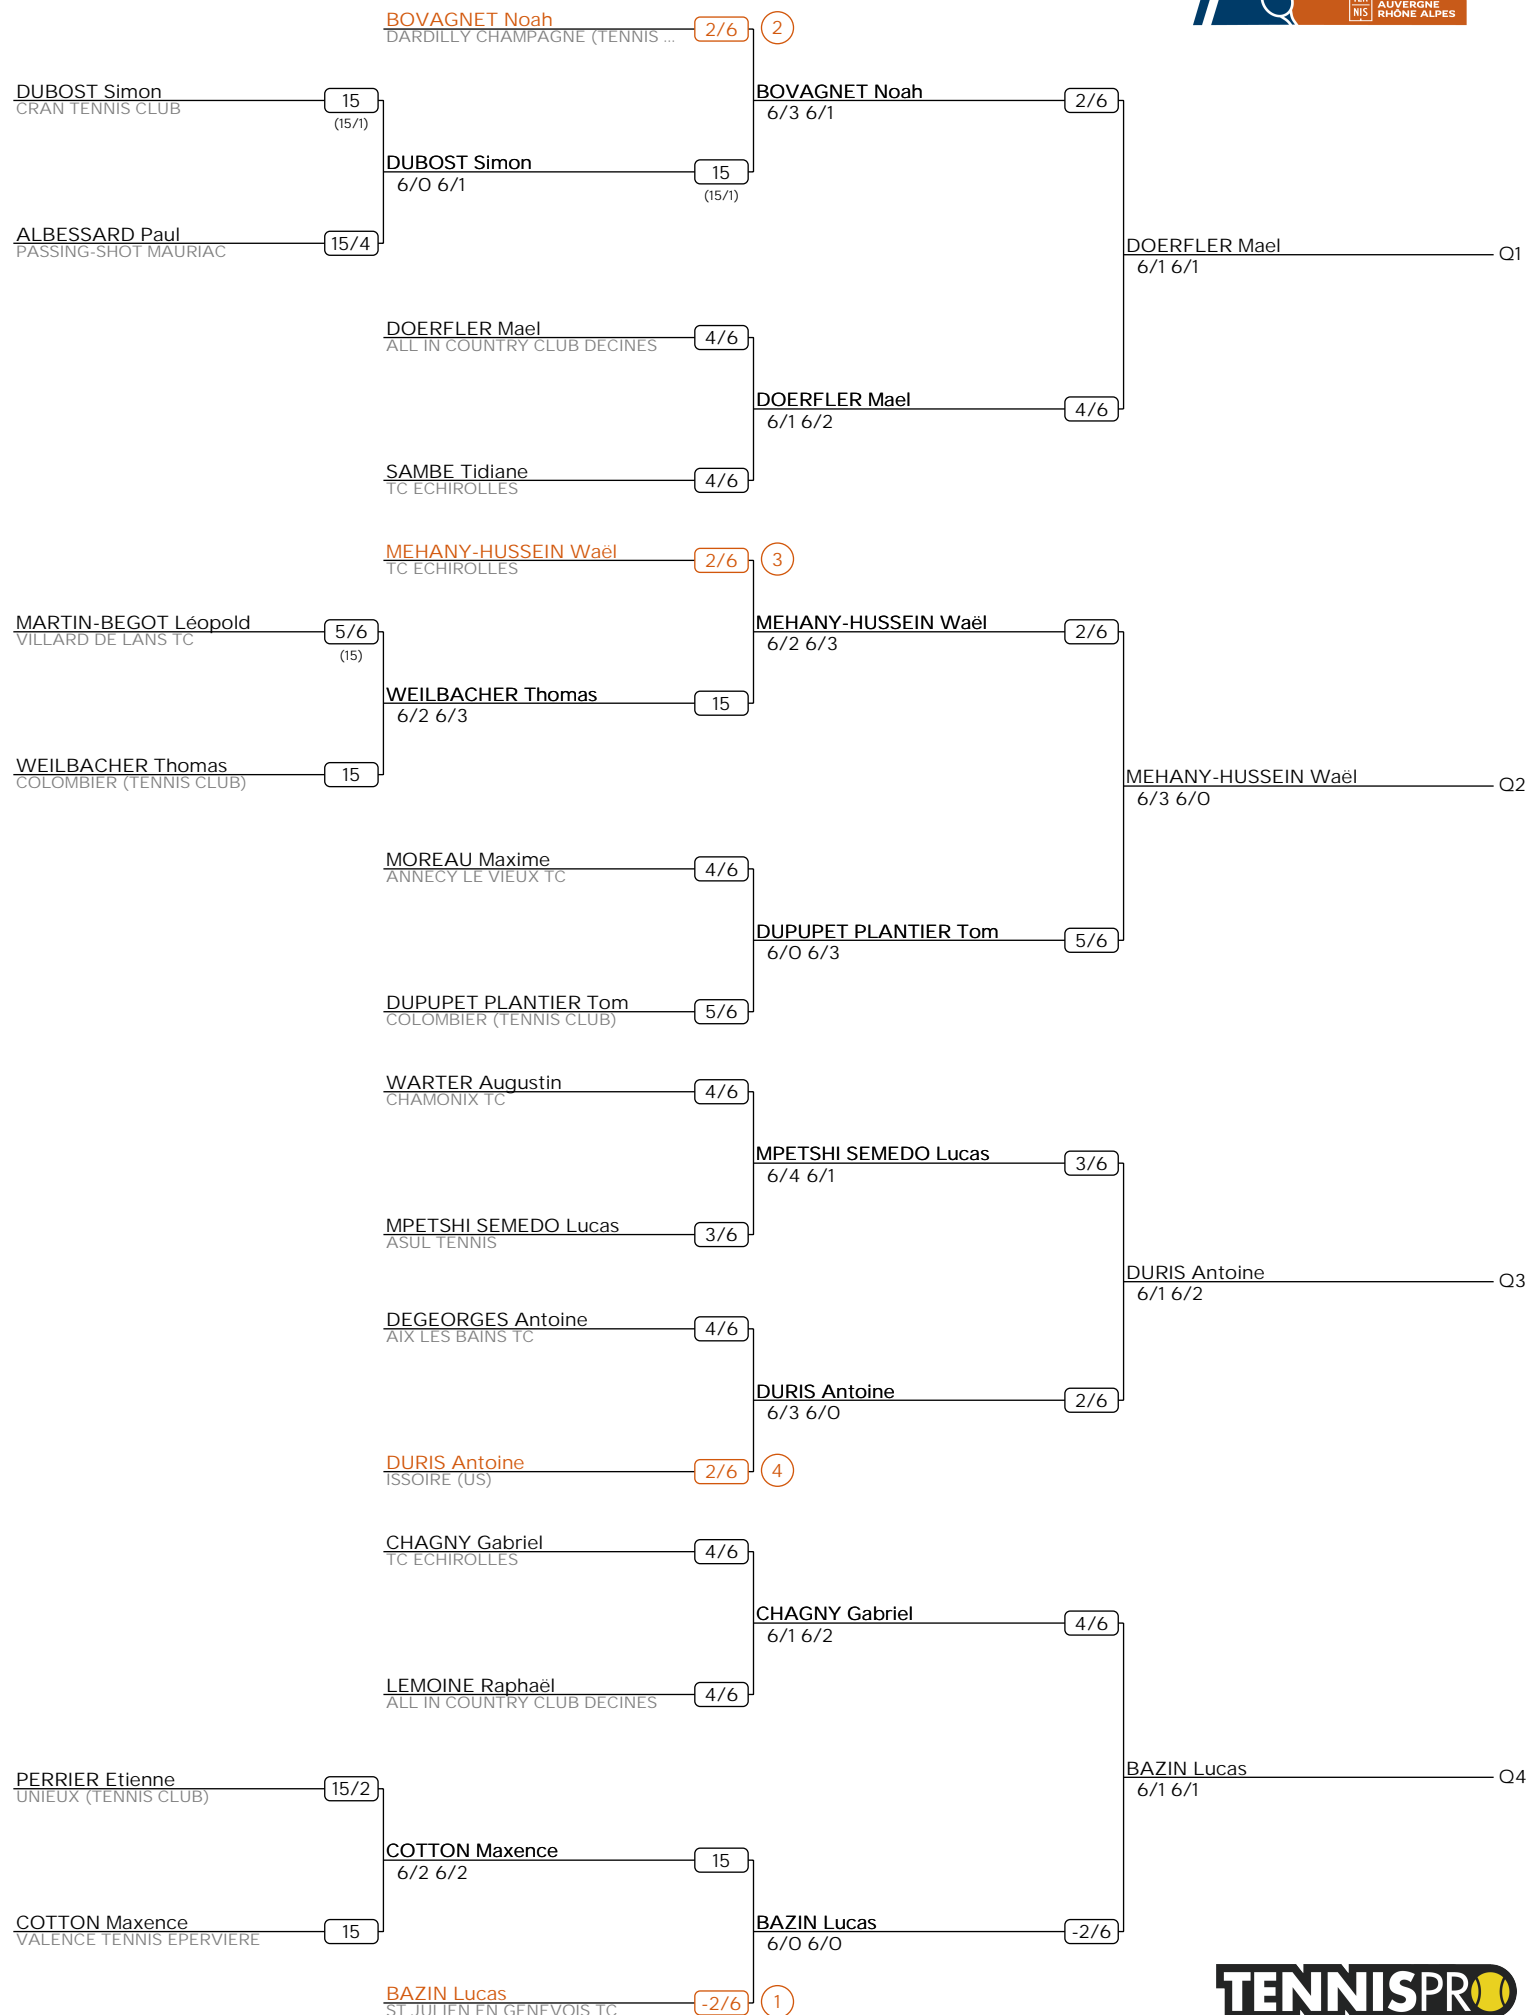 AUVERGNE
NIS RHÔNE ALPES
BOVAGNET Noah 2/6 2
DARDILLY CHAMPAGNE (TENNIS ...
DUBOST Simon 15 BOVAGNET Noah 2/6
CRAN TENNIS CLUB (15/1) 6/3 6/1
DUBOST Simon 15
6/0 6/1 (15/1)
ALBESSARD Paul 15/4 DOERFLER Mael Q1
PASSING-SHOT MAURIAC 6/1 6/1
DOERFLER Mael 4/6
ALL IN COUNTRY CLUB DECINES
DOERFLER Mael 4/6
6/1 6/2
SAMBE Tidiane 4/6
TC ECHIROLLES
MEHANY-HUSSEIN Waël 2/6 3
TC ECHIROLLES
MARTIN-BEGOT Léopold 5/6 MEHANY-HUSSEIN Waël 2/6
VILLARD DE LANS TC (15) 6/2 6/3
WEILBACHER Thomas 15
6/2 6/3
WEILBACHER Thomas 15 MEHANY-HUSSEIN Waël Q2
COLOMBIER (TENNIS CLUB) 6/3 6/0
MOREAU Maxime 4/6
ANNECY LE VIEUX TC
DUPUPET PLANTIER Tom 5/6
6/0 6/3
DUPUPET PLANTIER Tom 5/6
COLOMBIER (TENNIS CLUB)
WARTER Augustin 4/6
CHAMONIX TC
MPETSHI SEMEDO Lucas 3/6
6/4 6/1
MPETSHI SEMEDO Lucas 3/6
ASUL TENNIS
DURIS Antoine Q3
6/1 6/2
DEGEORGES Antoine 4/6
AIX LES BAINS TC
DURIS Antoine 2/6
6/3 6/0
DURIS Antoine 2/6 4
ISSOIRE (US)
CHAGNY Gabriel 4/6
TC ECHIROLLES
CHAGNY Gabriel 4/6
6/1 6/2
LEMOINE Raphaël 4/6
ALL IN COUNTRY CLUB DECINES
PERRIER Etienne 15/2 BAZIN Lucas Q4
UNIEUX (TENNIS CLUB) 6/1 6/1
COTTON Maxence 15
6/2 6/2
COTTON Maxence 15 BAZIN Lucas -2/6
VALENCE TENNIS EPERVIERE 6/0 6/0
BAZIN Lucas -2/6 1
ST JULIEN EN GENEVOIS TC
TENNISPRO